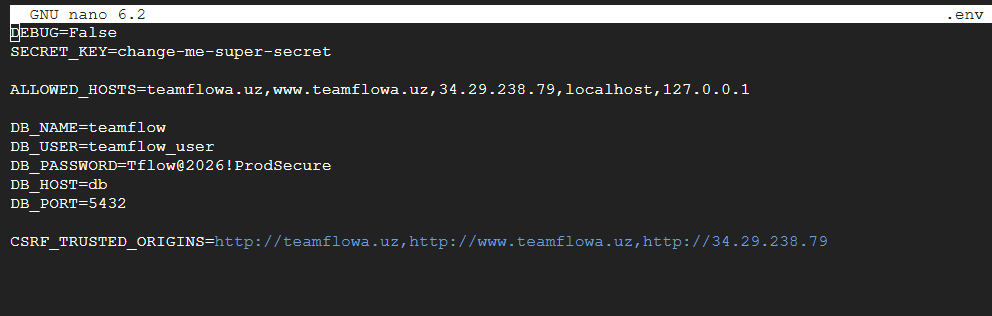 GNU nano 6.2 .env
DEBUG=False
SECRET_KEY=change-me-super-secret
ALLOWED_HOSTS=teamflowa.uz,www.teamflowa.uz,34.29.238.79,localhost,127.0.0.1
DB_NAME=teamflow
DB_USER=teamflow_user
DB_PASSWORD=Tflow@2026!ProdSecure
DB_HOST=db
DB_PORT=5432
CSRF_TRUSTED_ORIGINS=http://teamflowa.uz,http://www.teamflowa.uz,http://34.29.238.79